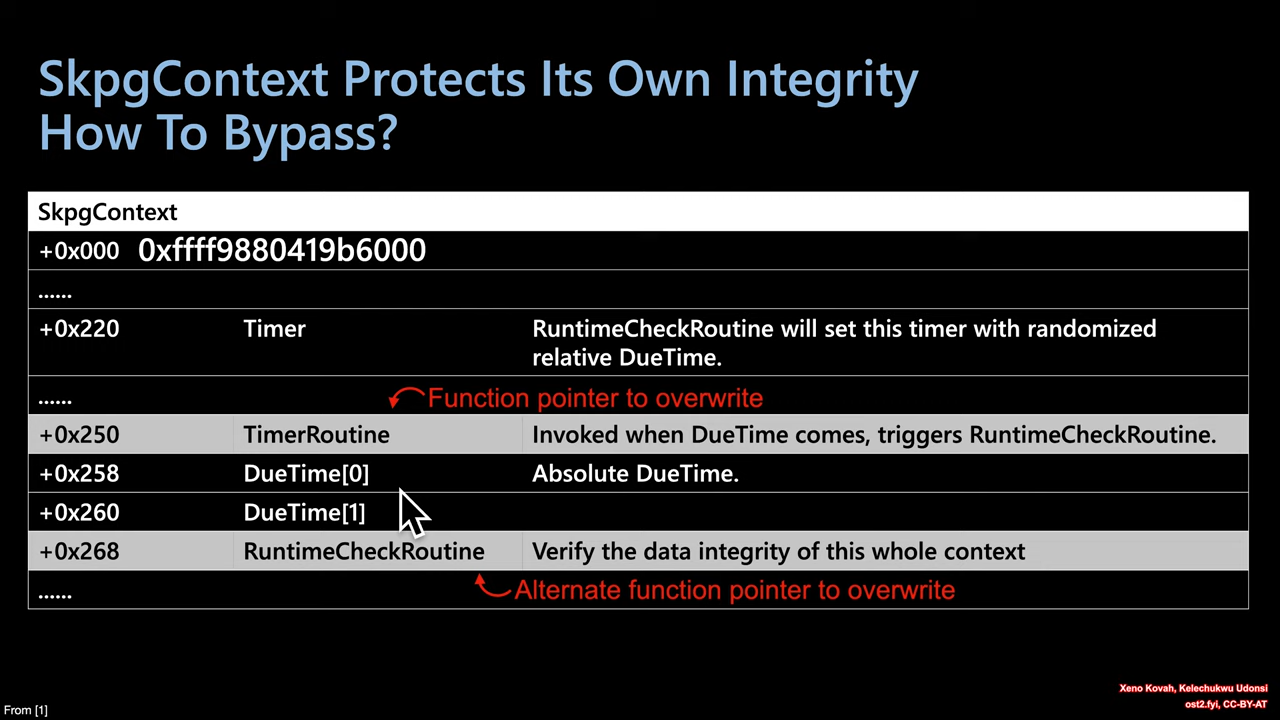 SkpgContext Protects Its Own Integrity
How To Bypass?
SkpgContext
+0x000 0xffff9880419b6000
......
+0x220 Timer RuntimeCheckRoutine will set this timer with randomized
relative DueTime.
...... Function pointer to overwrite
+0x250 TimerRoutine Invoked when DueTime comes, triggers RuntimeCheckRoutine.
+0x258 DueTime[0] Absolute DueTime.
+0x260 DueTime[1]
+0x268 RuntimeCheckRoutine Verify the data integrity of this whole context
...... Alternate function pointer to overwrite
Xeno Kovah, Kelechukwu Udonsi
ost2.fyi, CC-BY-AT
From [1]